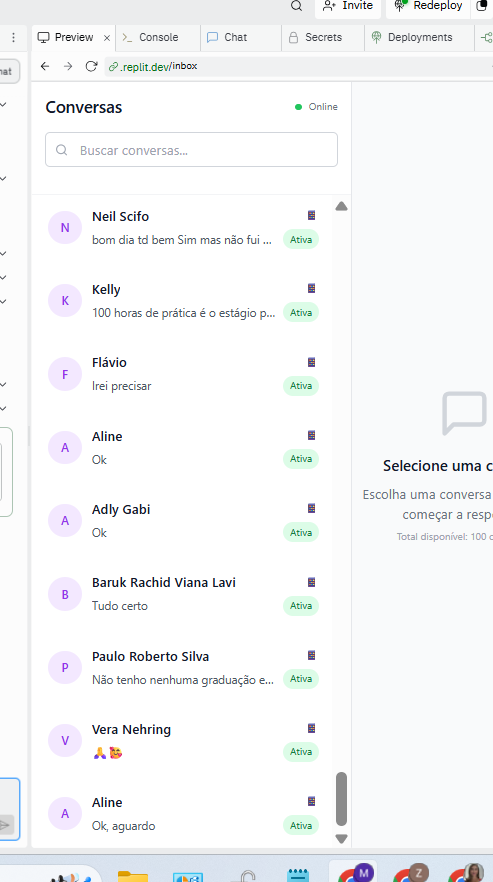 Invite
Redeploy
Preview
Console
Chat
Secrets
Deployments
.replit.dev/inbox
Conversas
Online
Buscar conversas...
N
Neil Scifo
bom dia td bem Sim mas não fui ...
Ativa
K
Kelly
100 horas de prática é o estágio p...
Ativa
F
Flávio
Irei precisar
Ativa
A
Aline
Ok
Ativa
A
Adly Gabi
Ok
Ativa
B
Baruk Rachid Viana Lavi
Tudo certo
Ativa
P
Paulo Roberto Silva
Não tenho nenhuma graduação e...
Ativa
V
Vera Nehring
🙏🥰
Ativa
A
Aline
Ok, aguardo
Ativa
Selecione uma c
Escolha uma conversa
começar a resp
Total disponível: 100 c
M
Z